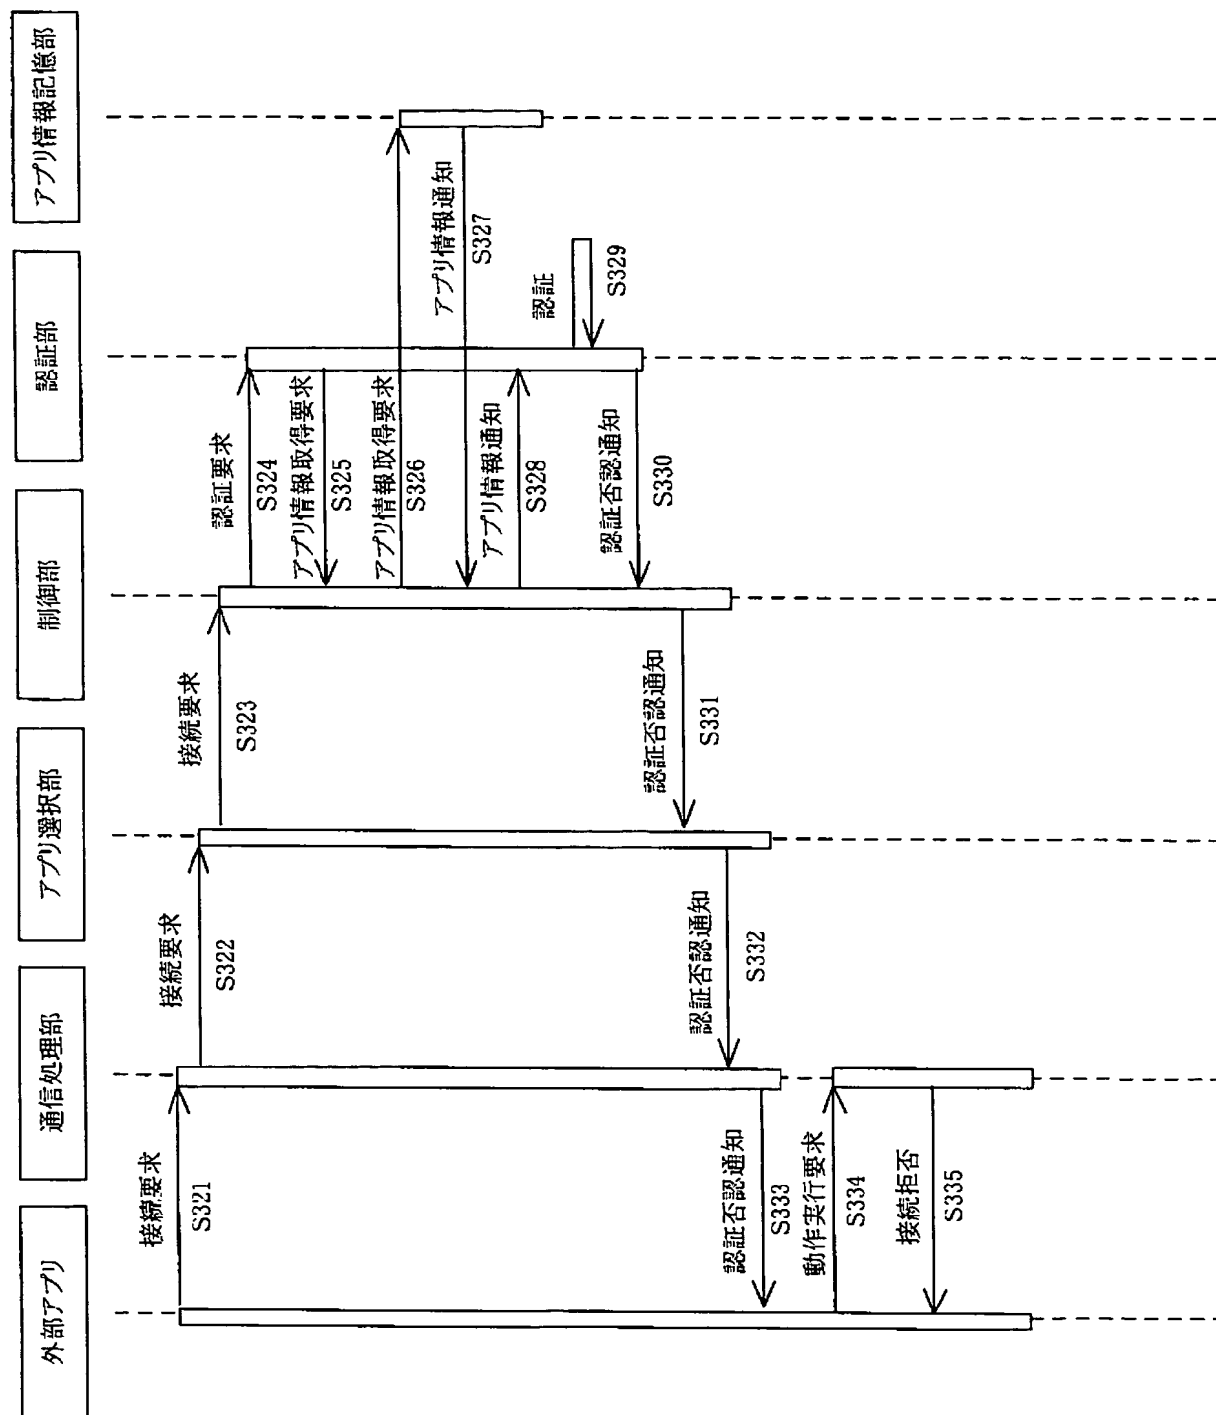 外部アプリ
通信処理部
アプリ選択部
制御部
認証部
アプリ情報記憶部
接続要求
S321
接続要求
S322
接続要求
S323
認証要求
S324
アプリ情報取得要求
S325
アプリ情報取得要求
S326
アプリ情報通知
S327
アプリ情報通知
S328
認証
S329
認証否認通知
S330
認証否認通知
S331
認証否認通知
S332
認証否認通知
S333
動作実行要求
S334
接続拒否
S335